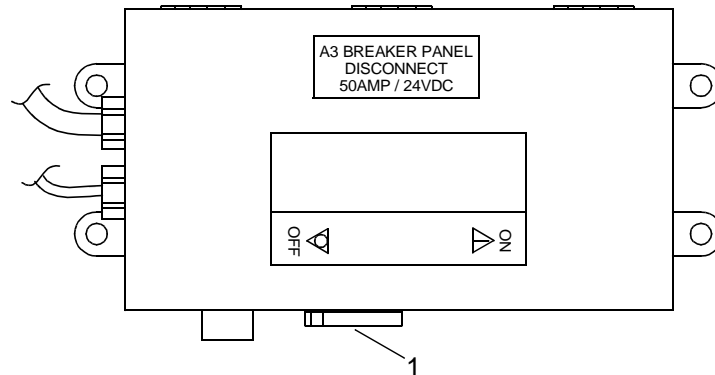 A3 BREAKER PANEL
DISCONNECT
50AMP / 24VDC
OFF
ON
1